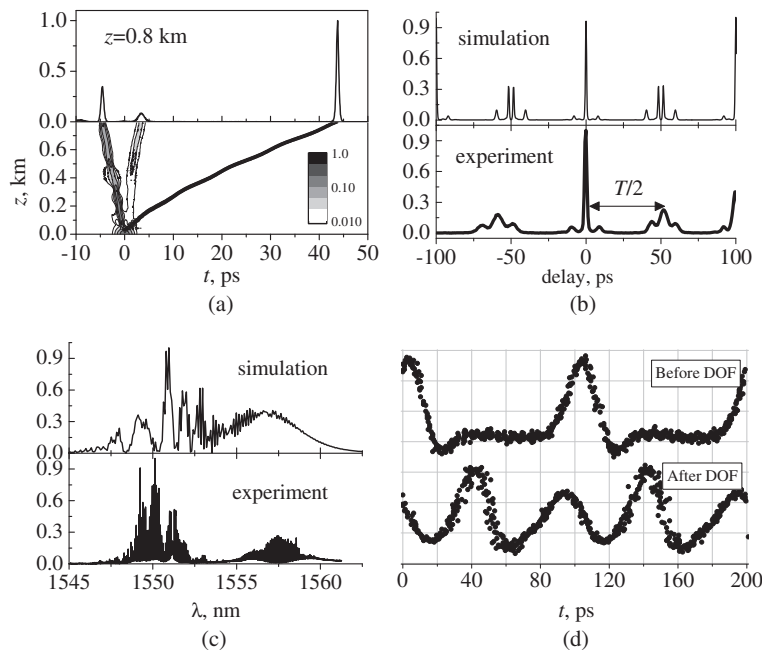 z=0.8 km
1.0
0.5
0.0
0.8
0.6
0.4
0.2
0.0
z, km
1.0
0.10
0.010
-10 0 10 20 30 40 50
t, ps
(a)
simulation
0.9
0.6
0.3
0.0
experiment
0.9
0.6
0.3
0.0
T/2
-100 -50 0 50 100
delay, ps
(b)
simulation
0.9
0.6
0.3
0.0
experiment
0.9
0.6
0.3
0.0
1545 1550 1555 1560
λ, nm
(c)
Before DOF
After DOF
0 40 80 120 160 200
t, ps
(d)